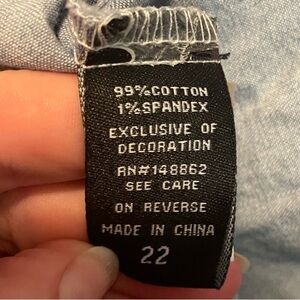 99%COTTON
1%SPANDEX
EXCLUSIVE OF
DECORATION
RN#148862
SEE CARE
ON REVERSE
MADE IN CHINA
22